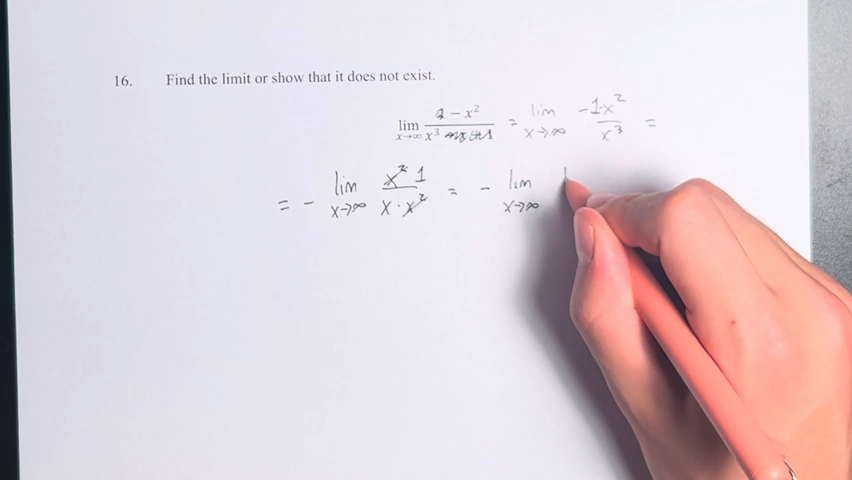 16. Find the limit or show that it does not exist.
lim x→∞ - x² / x³ = lim x→∞ -1·x² / x³ =
= - lim x→∞ x² 1 / x · x² = - lim x→∞